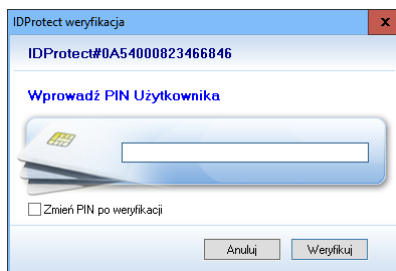 IDProtect weryfikacja
x
IDProtect#0A54000823466846
Wprowadź PIN Użytkownika
Zmień PIN po weryfikacji
Anuluj Weryfikuj